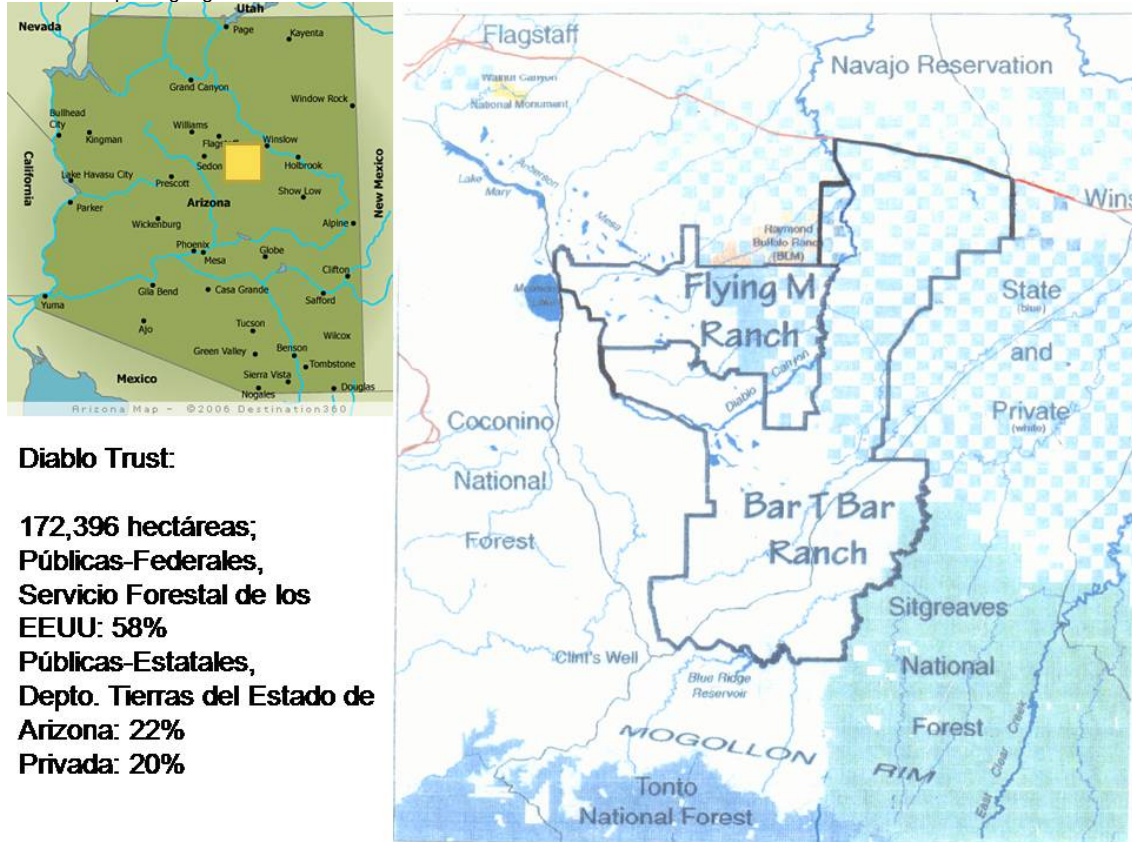 Utah
Nevada
Page
Kayenta
Grand Canyon
Window Rock
Bullhead
City
Kingman
Williams
Winslow
Holbrook
California
Lake Havasu City
Prescott
Show Low
New Mexico
Parker
Arizona
Wickenburg
Alpine
Phoenix
Mesa
Globe
Clifton
Gila Bend
Casa Grande
Safford
Yuma
Ajo
Tucson
Wilcox
Green Valley
Benson
Tombstone
Mexico
Sierra Vista
Nogales
Douglas
Arizona Map - ©2006 Destination360
Diablo Trust:
172,396 hectáreas;
Públicas-Federales,
Servicio Forestal de los
EEUU: 58%
Públicas-Estatales,
Depto. Tierras del Estado de
Arizona: 22%
Privada: 20%
Flagstaff
Walnut Canyon
National Monument
Navajo Reservation
Anderson
Mesa
Lake
Mary
Raymond
Buffalo Ranch
(BLM)
Flying M
Ranch
Diablo Canyon
State
(blue)
and
Private
(white)
Coconino
National
Forest
Bar T Bar
Ranch
Sitgreaves
National
Forest
Clint's Well
Blue Ridge
Reservoir
East Clear Creek
MOGOLLON
RIM
Tonto
National Forest